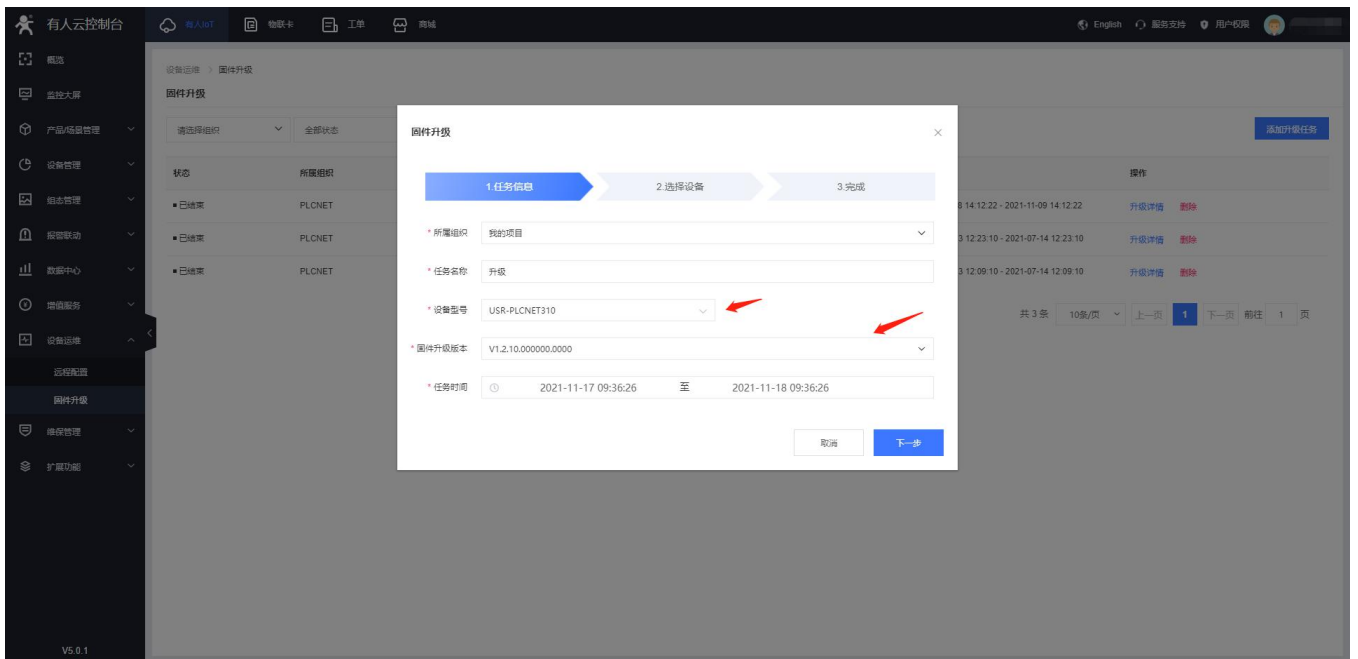 有人云控制台
有人IoT 物联卡 工单 商城
English 服务支持 用户权限
概览
监控大屏
产品/场景管理
设备管理
组态管理
报警联动
数据中心
增值服务
设备运维
远程配置
固件升级
维保管理
扩展功能
V5.0.1
设备运维 > 固件升级
固件升级
请选择组织 全部状态
添加升级任务
状态 所属组织 操作
已结束 PLCNET 8 14:12:22 - 2021-11-09 14:12:22 升级详情 删除
已结束 PLCNET 3 12:23:10 - 2021-07-14 12:23:10 升级详情 删除
已结束 PLCNET 3 12:09:10 - 2021-07-14 12:09:10 升级详情 删除
共 3 条 10条/页 上一页 1 下一页 前往 1 页
固件升级 ×
1.任务信息 2.选择设备 3.完成
* 所属组织 我的项目
* 任务名称 升级
* 设备型号 USR-PLCNET310
* 固件升级版本 V1.2.10.000000.0000
* 任务时间 2021-11-17 09:36:26 至 2021-11-18 09:36:26
取消 下一步